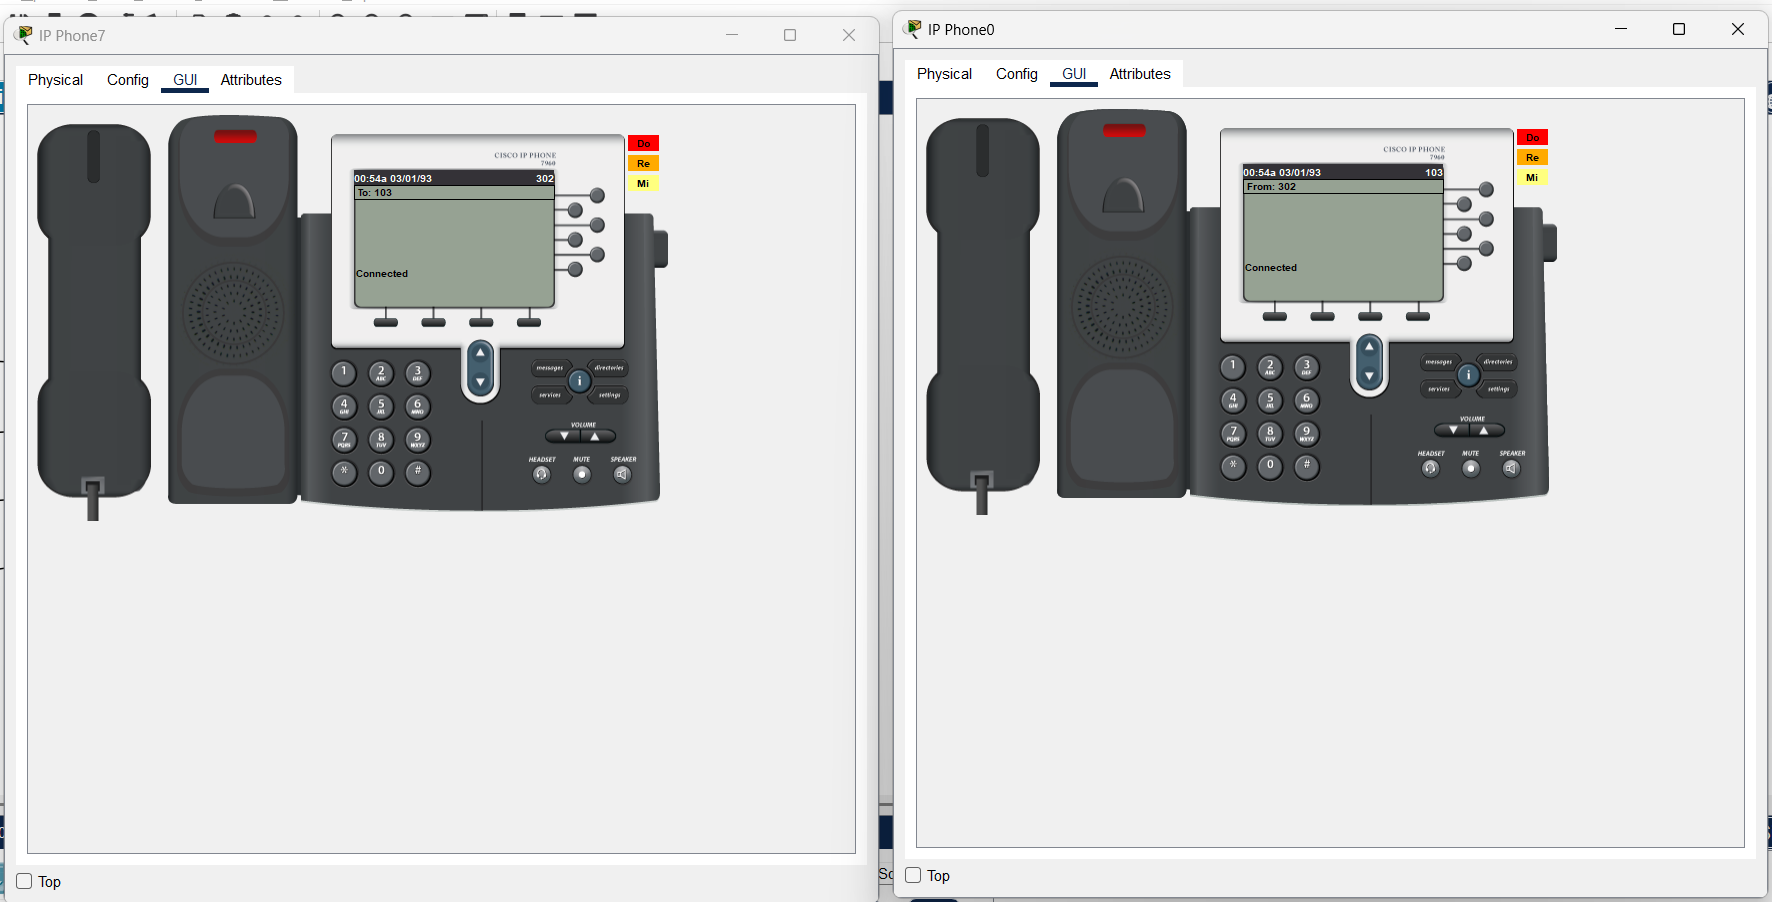 IP Phone7
Physical Config GUI Attributes
CISCO IP PHONE
7960
00:54a 03/01/93 302
To: 103
Connected
Do
Re
Mi
1 2 ABC 3 DEF
4 GHI 5 JKL 6 MNO
7 PQRS 8 TUV 9 WXYZ
* 0 #
messages directories
i
services settings
VOLUME
HEADSET MUTE SPEAKER
Top
IP Phone0
Physical Config GUI Attributes
CISCO IP PHONE
7960
00:54a 03/01/93 103
From: 302
Connected
Do
Re
Mi
1 2 ABC 3 DEF
4 GHI 5 JKL 6 MNO
7 PQRS 8 TUV 9 WXYZ
* 0 #
messages directories
i
services settings
VOLUME
HEADSET MUTE SPEAKER
Top